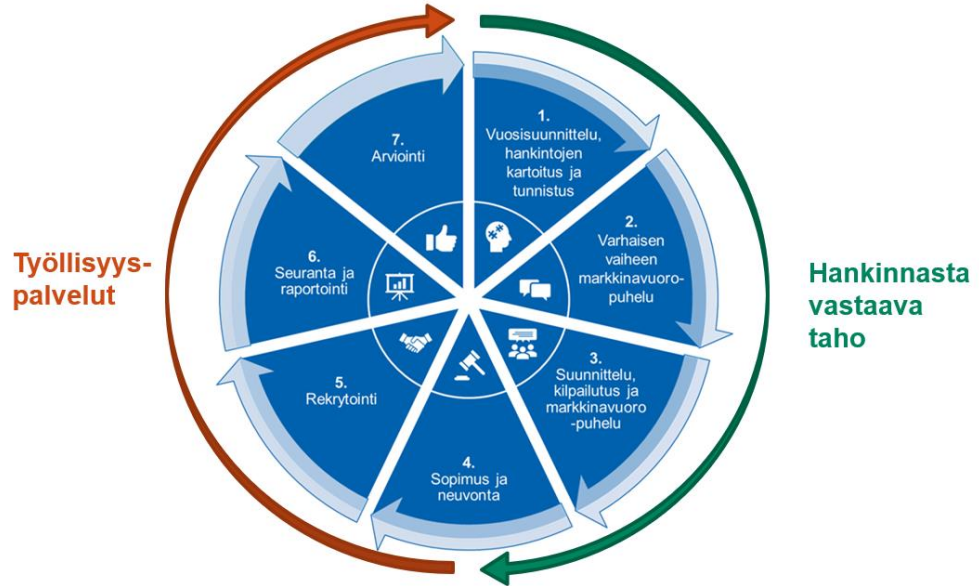 1.
Vuosisuunnittelu,
hankintojen
kartoitus ja
tunnistus
2.
Varhaisen
vaiheen
markkinavuoro-
puhelu
3.
Suunnittelu,
kilpailutus ja
markkinavuoro
-puhelu
4.
Sopimus ja
neuvonta
5.
Rekrytointi
6.
Seuranta ja
raportointi
7.
Arviointi
Työllisyys-
palvelut
Hankinnasta
vastaava
taho